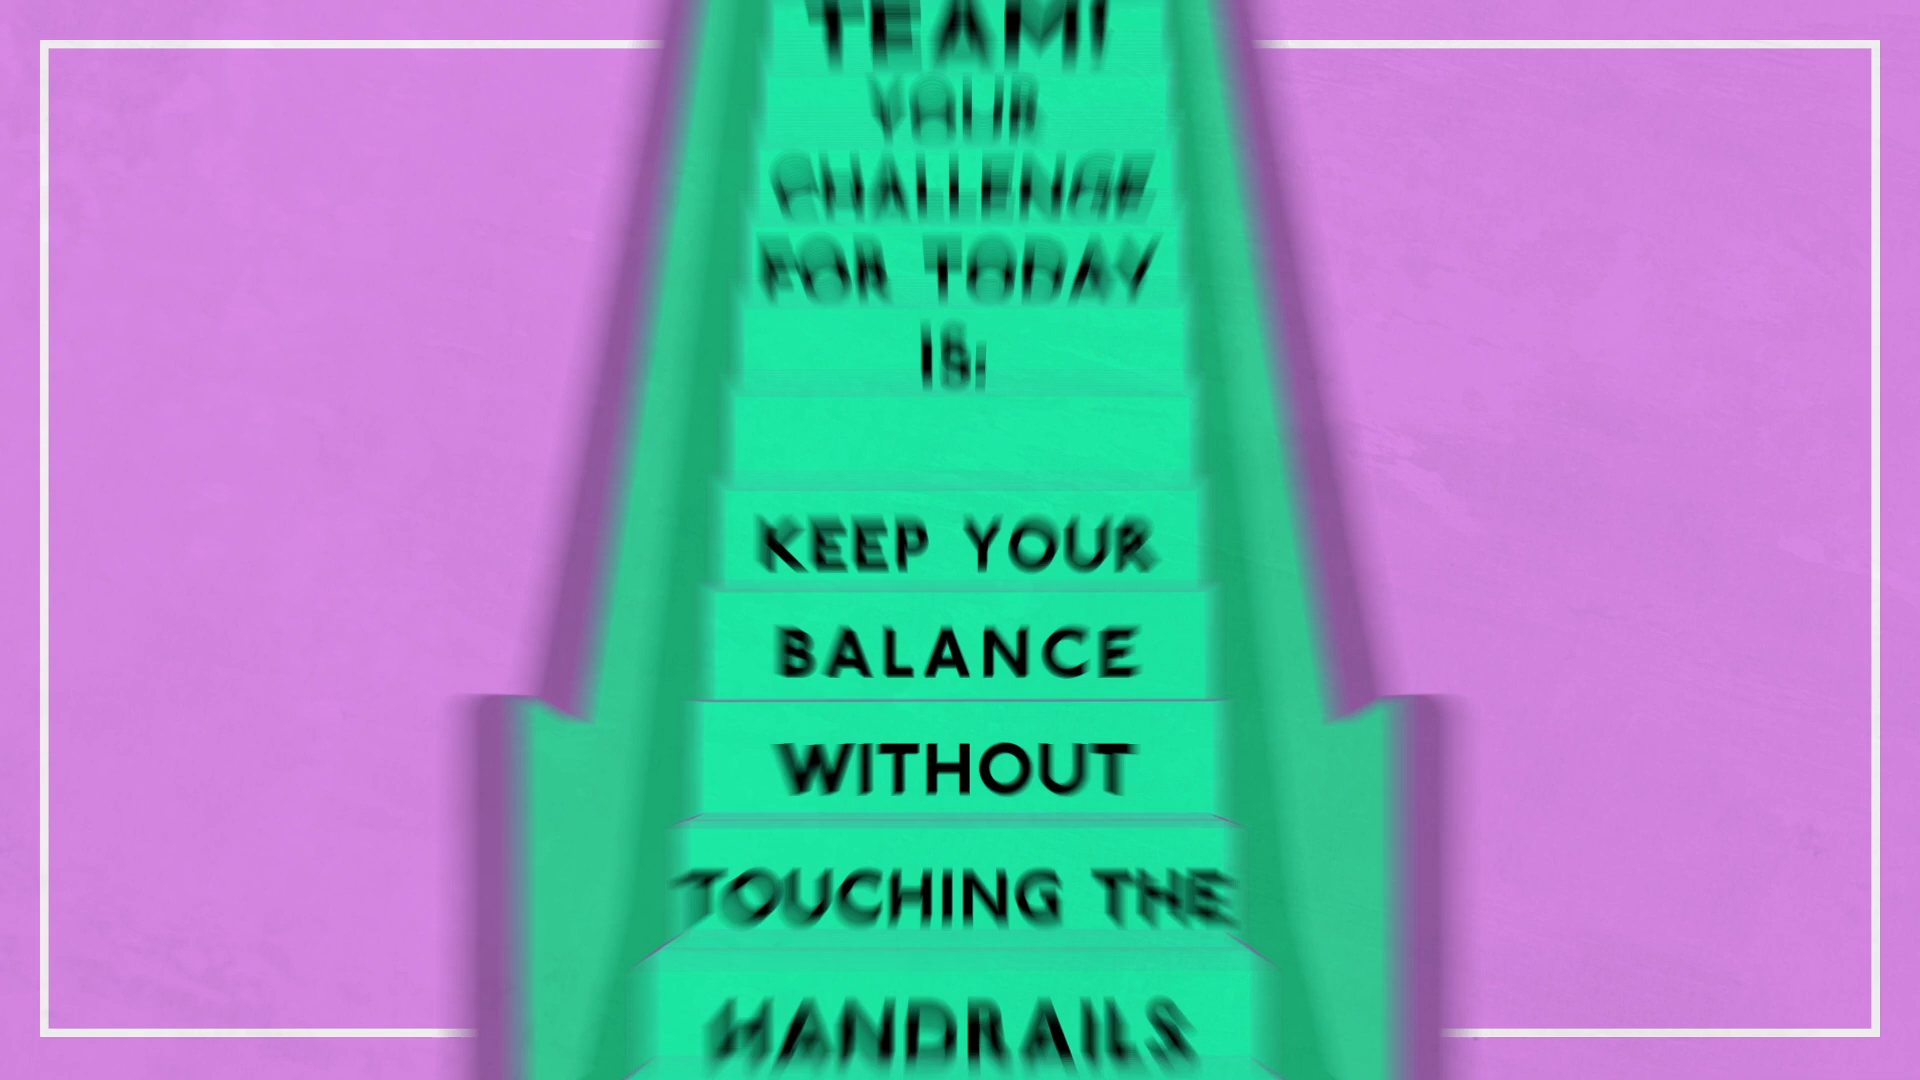 TEAM!
YOUR
CHALLENGE
FOR TODAY
IS:
KEEP YOUR
BALANCE
WITHOUT
TOUCHING THE
HANDRAILS